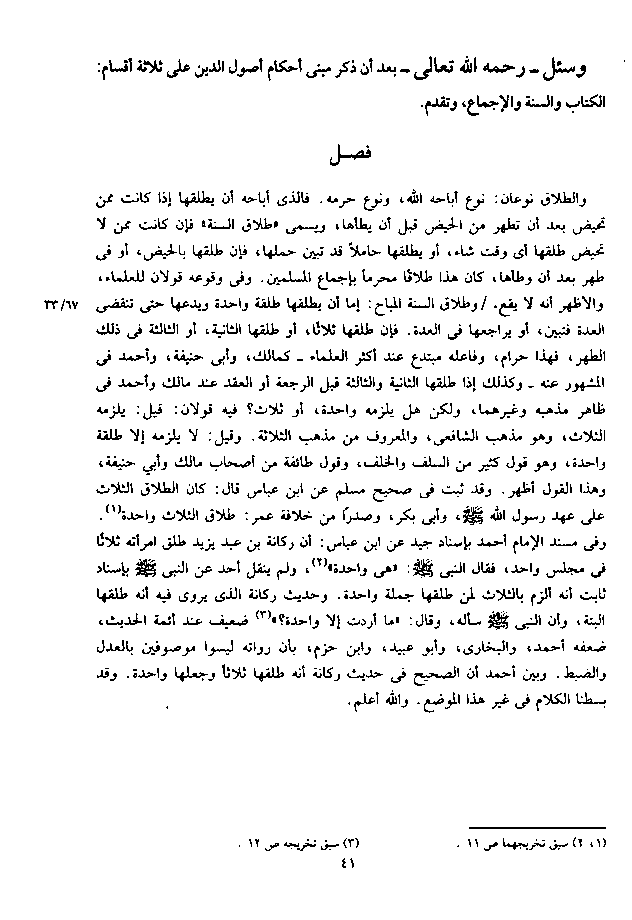 وسئل ـ رحمه الله تعالى ـ بعد أن ذكر مبنى أحكام أصول الدين على ثلاثة أقسام:
الكتاب والسنة والإجماع، وتقدم.
فصـل
والطلاق نوعان: نوع أباحه الله، ونوع حرمه. فالذى أباحه أن يطلقها إذا كانت ممن
تحيض بعد أن تطهر من الحيض قبل أن يطأها، ويسمى «طلاق السنة» فإن كانت ممن لا
تحيض طلقها أى وقت شاء، أو يطلقها حاملاً قد تبين حملها، فإن طلقها بالحيض، أو فى
طهر بعد أن وطأها، كان هذا طلاقًا محرماً بإجماع المسلمين. وفى وقوعه قولان للعلماء،
والأظهر أنه لا يقع. / وطلاق السنة المباح: إما أن يطلقها طلقة واحدة ويدعها حتى تنقضى
٣٣/٦٧
العدة فتبين، أو يراجعها فى العدة. فإن طلقها ثلاثًا، أو طلقها الثانية، أو الثالثة فى ذلك
الطهر، فهذا حرام، وفاعله مبتدع عند أكثر العلماء ـ كمالك، وأبى حنيفة، وأحمد فى
المشهور عنه ـ وكذلك إذا طلقها الثانية والثالثة قبل الرجعة أو العقد عند مالك وأحمد فى
ظاهر مذهبه وغيرهما، ولكن هل يلزمه واحدة، أو ثلاث؟ فيه قولان: قيل: يلزمه
الثلاث، وهو مذهب الشافعى، والمعروف من مذهب الثلاثة. وقيل: لا يلزمه إلا طلقة
واحدة، وهو قول كثير من السلف والخلف، وقول طائفة من أصحاب مالك وأبي حنيفة،
وهذا القول أظهر. وقد ثبت فى صحيح مسلم عن ابن عباس قال: كان الطلاق الثلاث
على عهد رسول الله ﷺ، وأبى بكر، وصدرًا من خلافة عمر: طلاق الثلاث واحدة(١).
وفى مسند الإمام أحمد بإسناد جيد عن ابن عباس: أن ركانة بن عبد يزيد طلق امرأته ثلاثًا
فى مجلس واحد، فقال النبى ﷺ: «هى واحدة»(٢)، ولم ينقل أحد عن النبى ﷺ بإسناد
ثابت أنه ألزم بالثلاث لمن طلقها جملة واحدة. وحديث ركانة الذى يروى فيه أنه طلقها
البتة، وأن النبى ﷺ سأله، وقال: «ما أردت إلا واحدة؟»(٣) ضعيف عند أئمة الحديث،
ضعفه أحمد، والبخارى، وأبو عبيد، وابن حزم، بأن رواته ليسوا موصوفين بالعدل
والضبط. وبين أحمد أن الصحيح فى حديث ركانة أنه طلقها ثلاثاً وجعلها واحدة. وقد
بسطنا الكلام فى غير هذا الموضع. والله أعلم.
(١، ٢) سبق تخريجهما ص ١١ .
(٣) سبق تخريجه ص ١٢ .
٤١